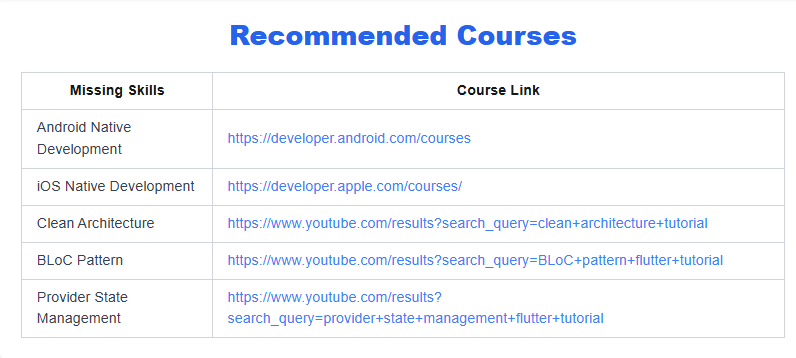 Recommended Courses
Missing Skills Course Link
Android Native
Development
https://developer.android.com/courses
iOS Native Development https://developer.apple.com/courses/
Clean Architecture https://www.youtube.com/results?search_query=clean+architecture+tutorial
BLoC Pattern https://www.youtube.com/results?search_query=BLoC+pattern+flutter+tutorial
Provider State
Management
https://www.youtube.com/results?
search_query=provider+state+management+flutter+tutorial